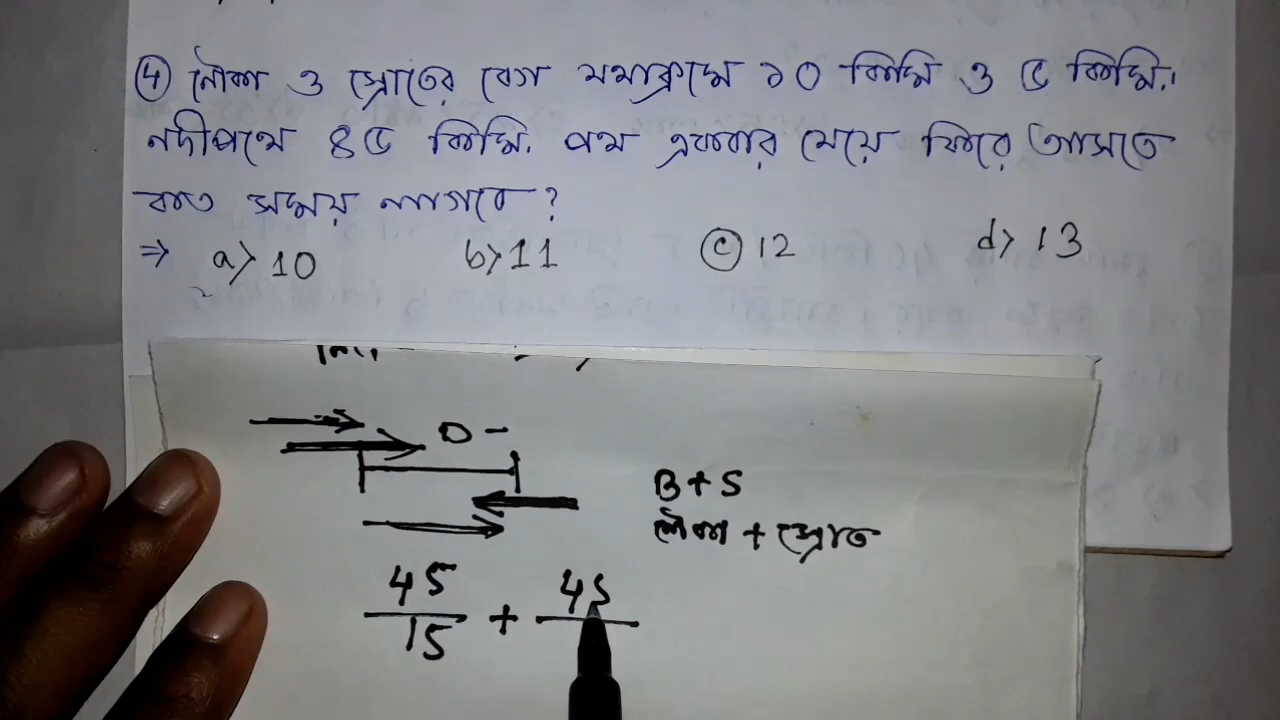 ④ নৌকা ও স্রোতের বেগ যথাক্রমে ১০ কিমি ও ৫ কিমি.
নদীপথে ৪৫ কিমি. পথ একবার যেয়ে ফিরে আসতে
কত সময় লাগবে ?
⇒ a> 10 b> 11 ⓒ 12 d> 13
D -
B + S
নৌকা + স্রোত
45 + 45
15